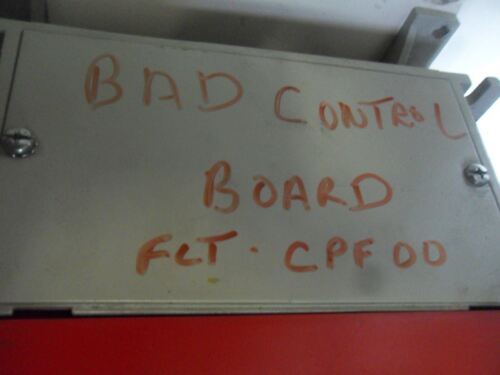 BAD CONTROL
BOARD
FLT. CPF00